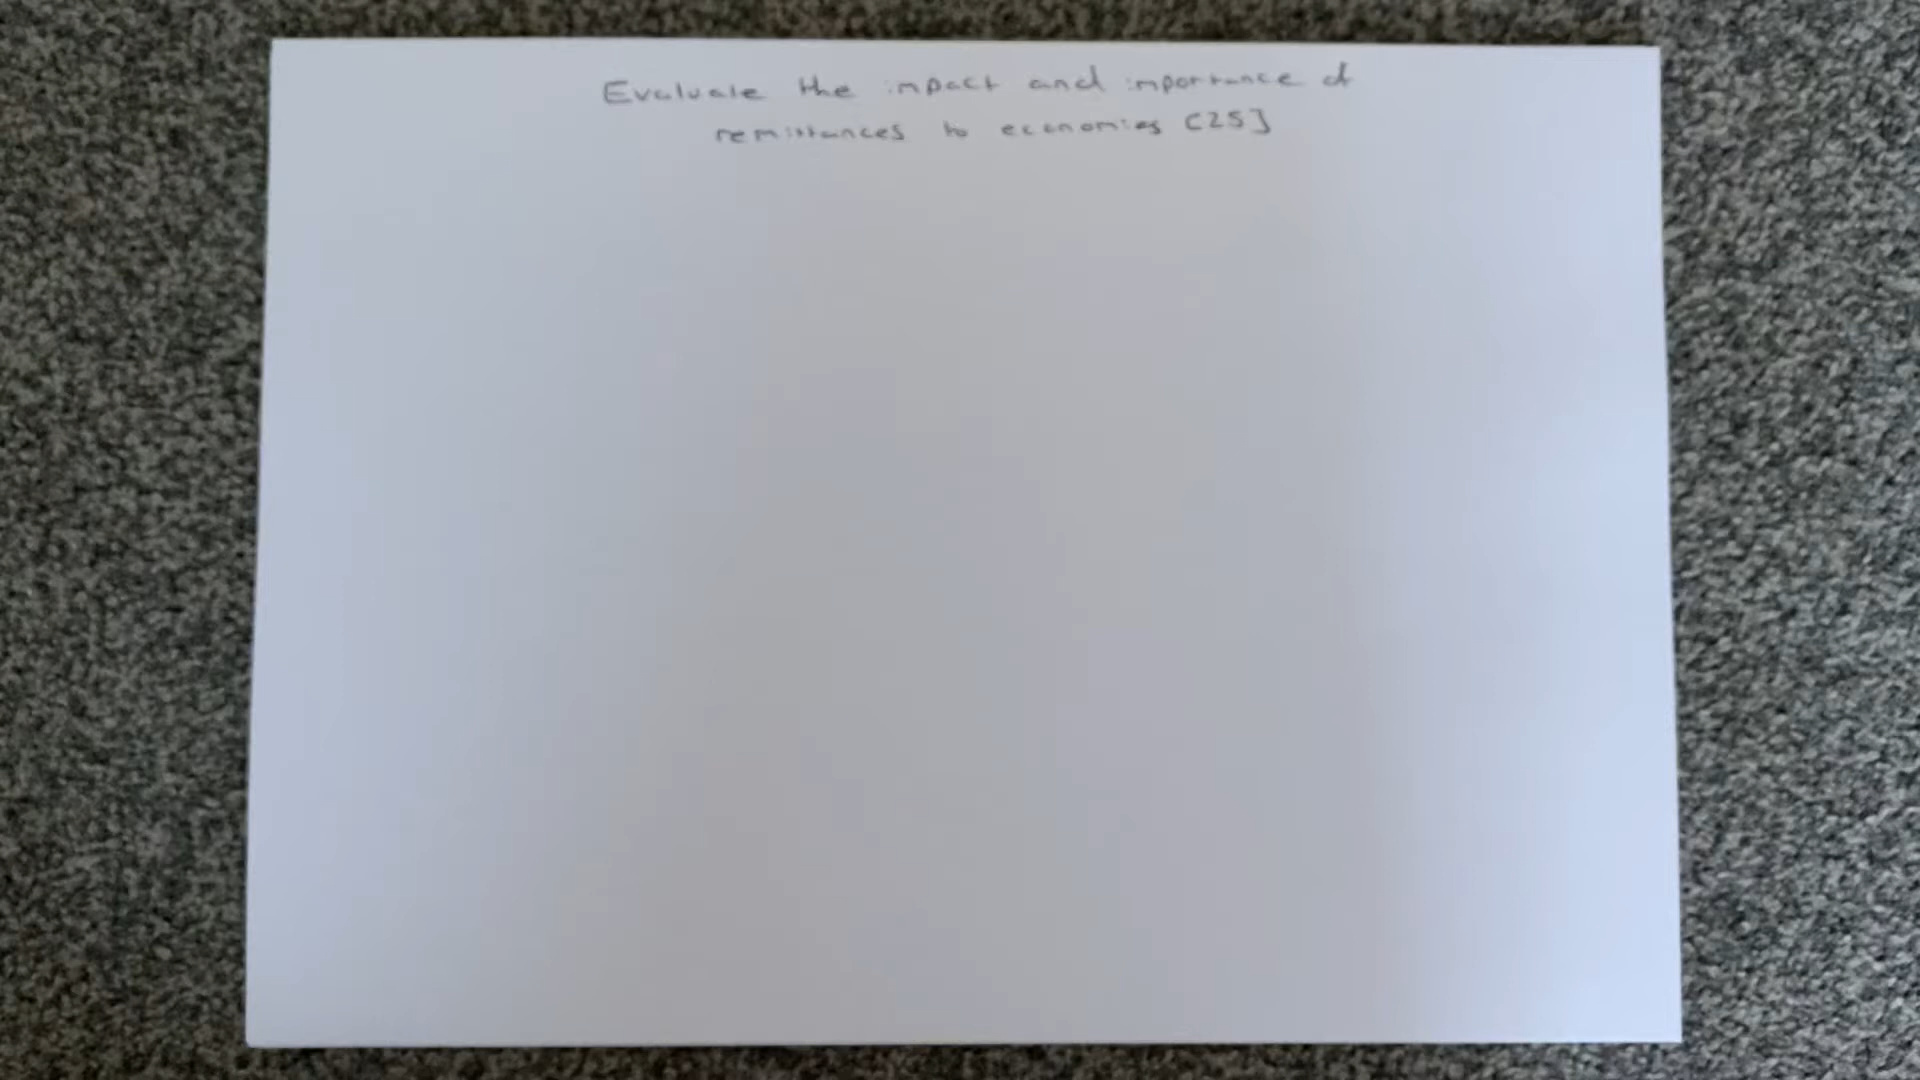 Evaluate the impact and importance of
remittances to economies [25]